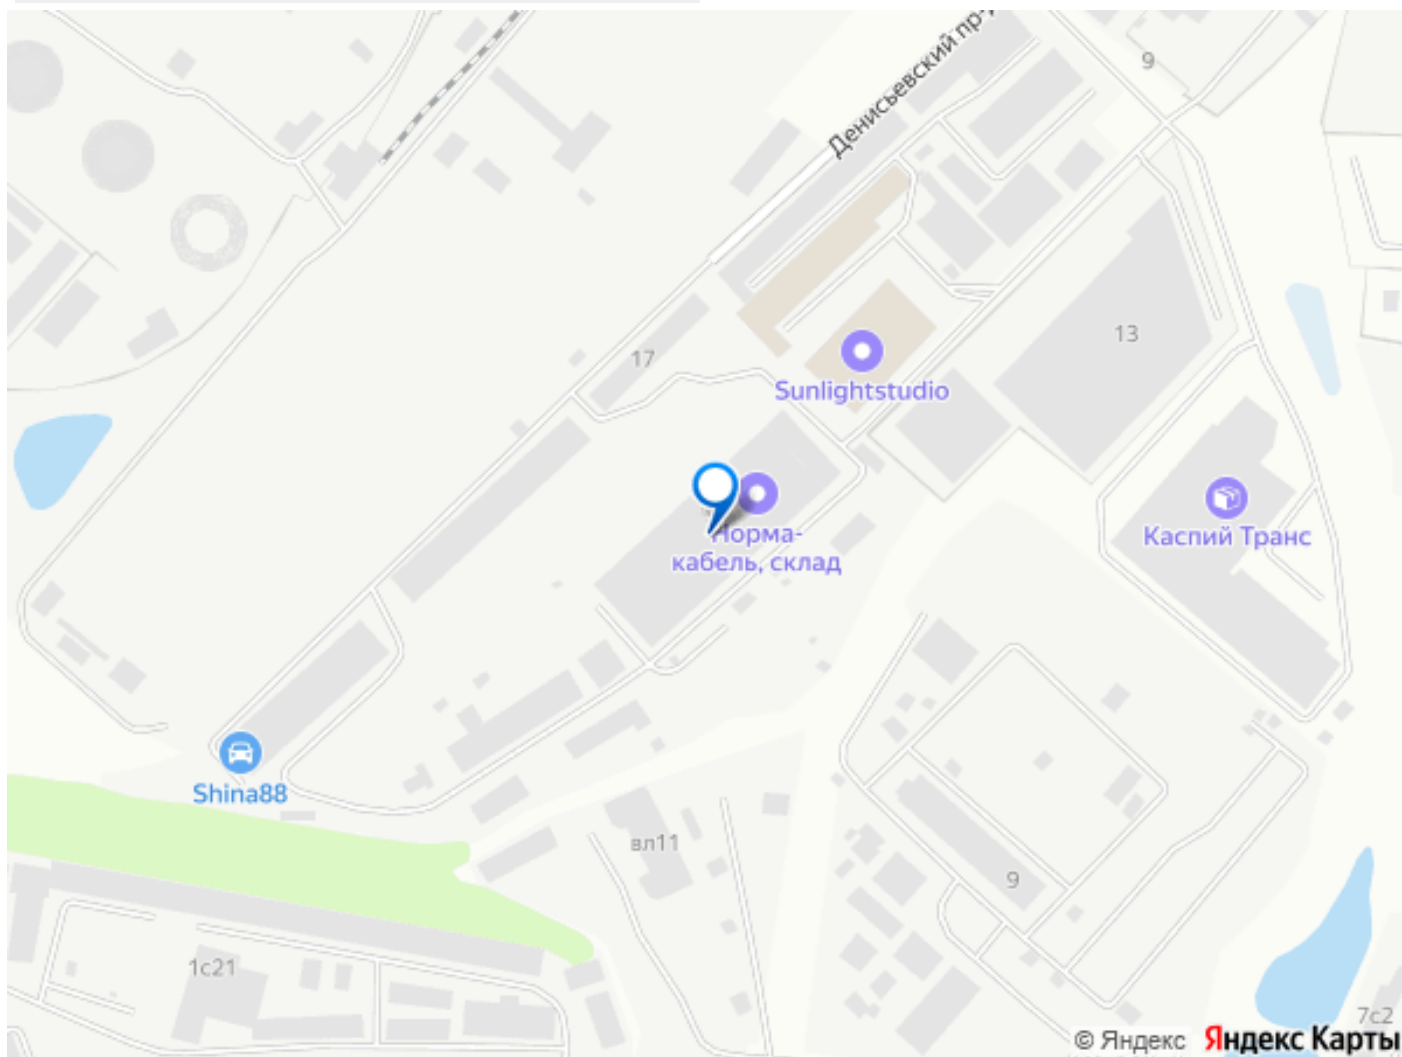 Денисьевский пр-
9
13
17
Sunlightstudio
Норма-
кабель, склад
Каспий Транс
Shina88
вл11
9
1с21
7с2
© Яндекс Яндекс Карты